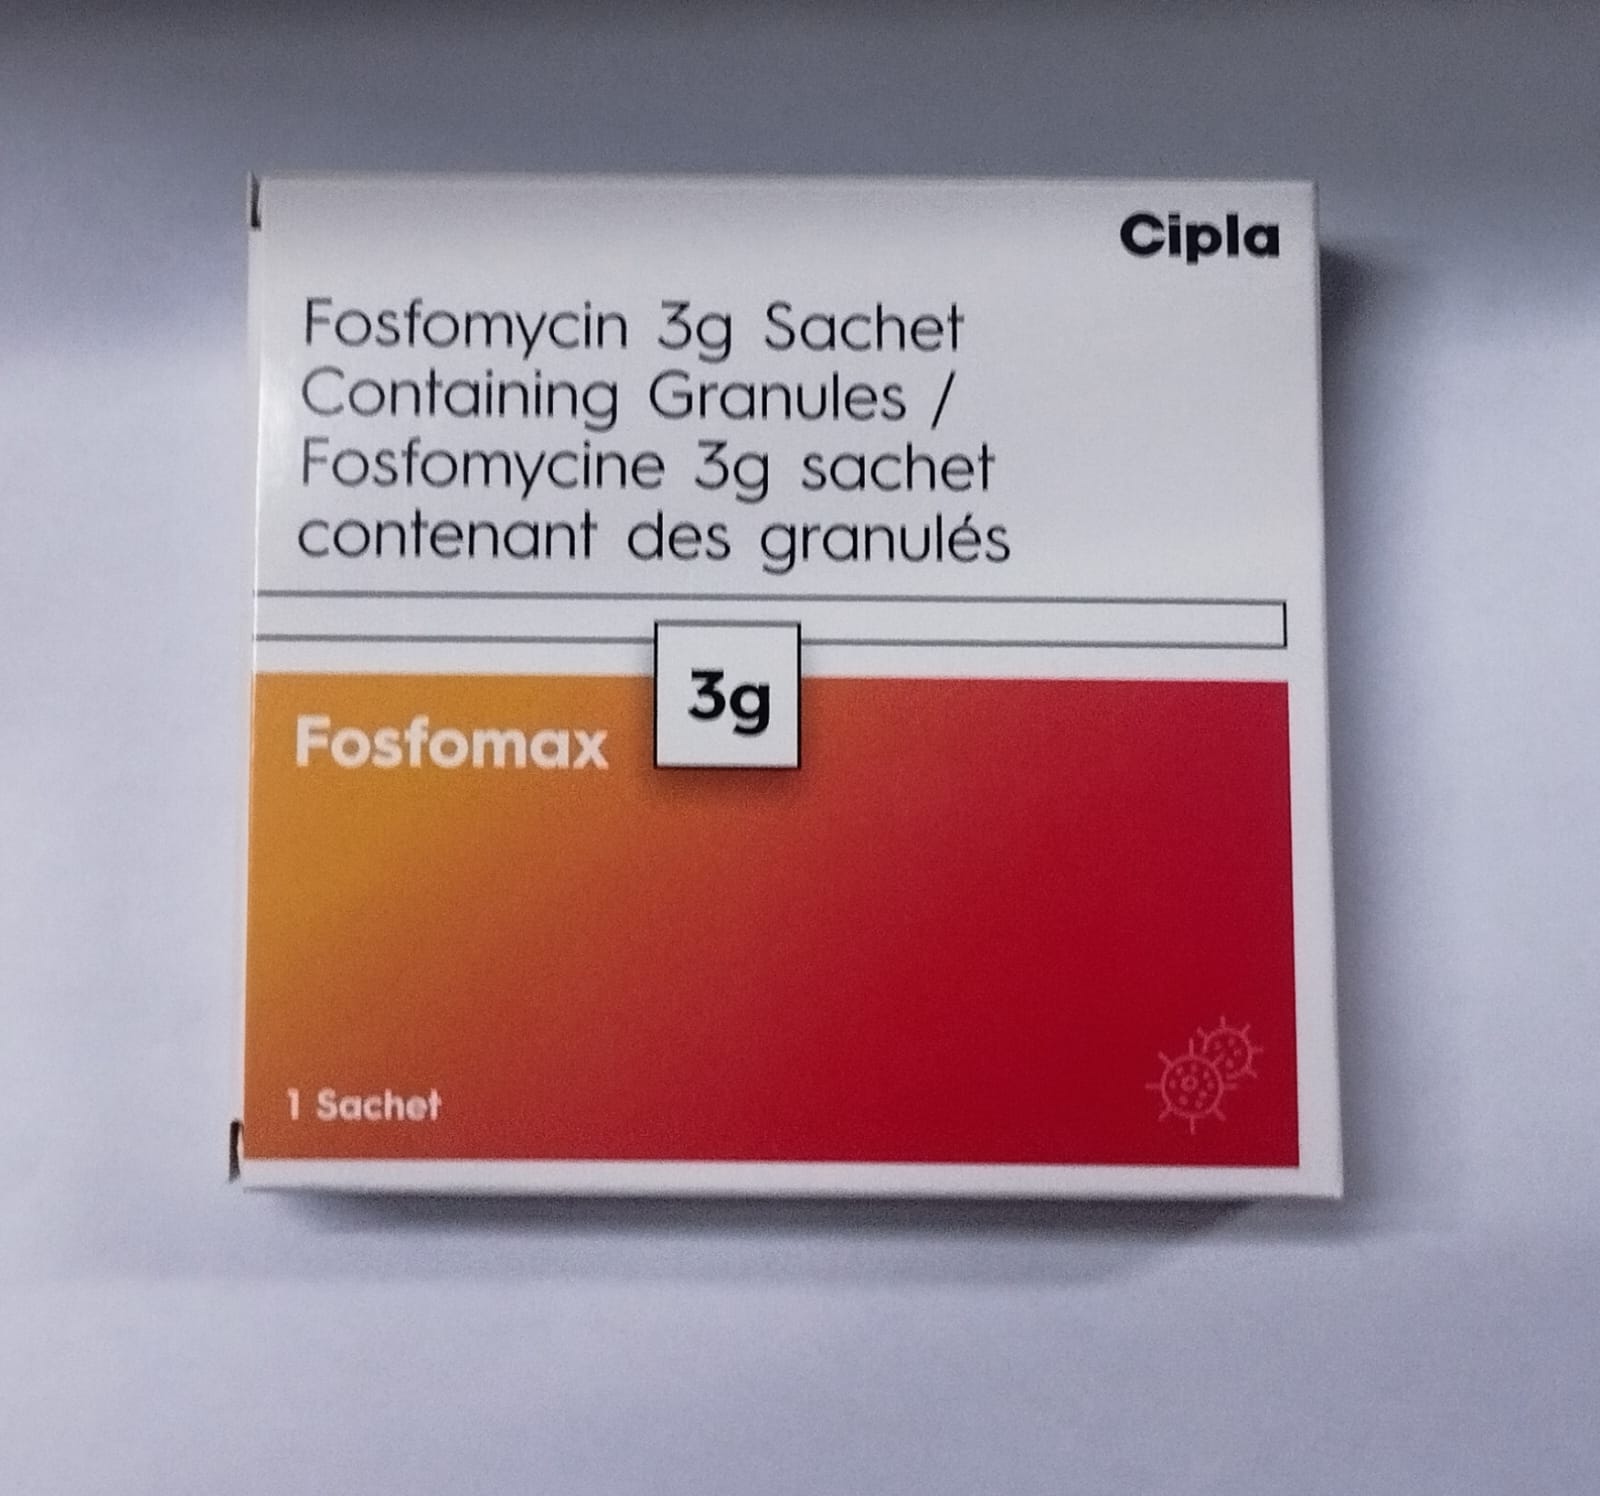 Cipla
Fosfomycin 3g Sachet
Containing Granules /
Fosfomycine 3g sachet
contenant des granulés
3g
Fosfomax
1 Sachet